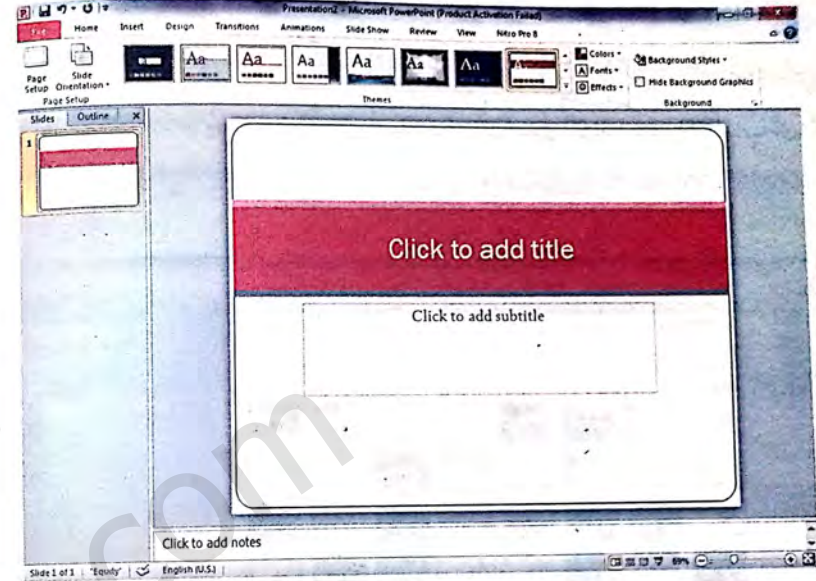 Presentation2 - Microsoft PowerPoint (Product Activation Failed)
File Home Insert Design Transitions Animations Slide Show Review View Nitro Pro 8
Page Setup
Slide Orientation
Aa Aa Aa Aa Aa Aa
Colors
Fonts
Effects
Background Styles
Hide Background Graphics
Page Setup Themes Background
Slides Outline
1
Click to add title
Click to add subtitle
Click to add notes
Slide 1 of 1 "Equity" English (U.S.) 69%
com